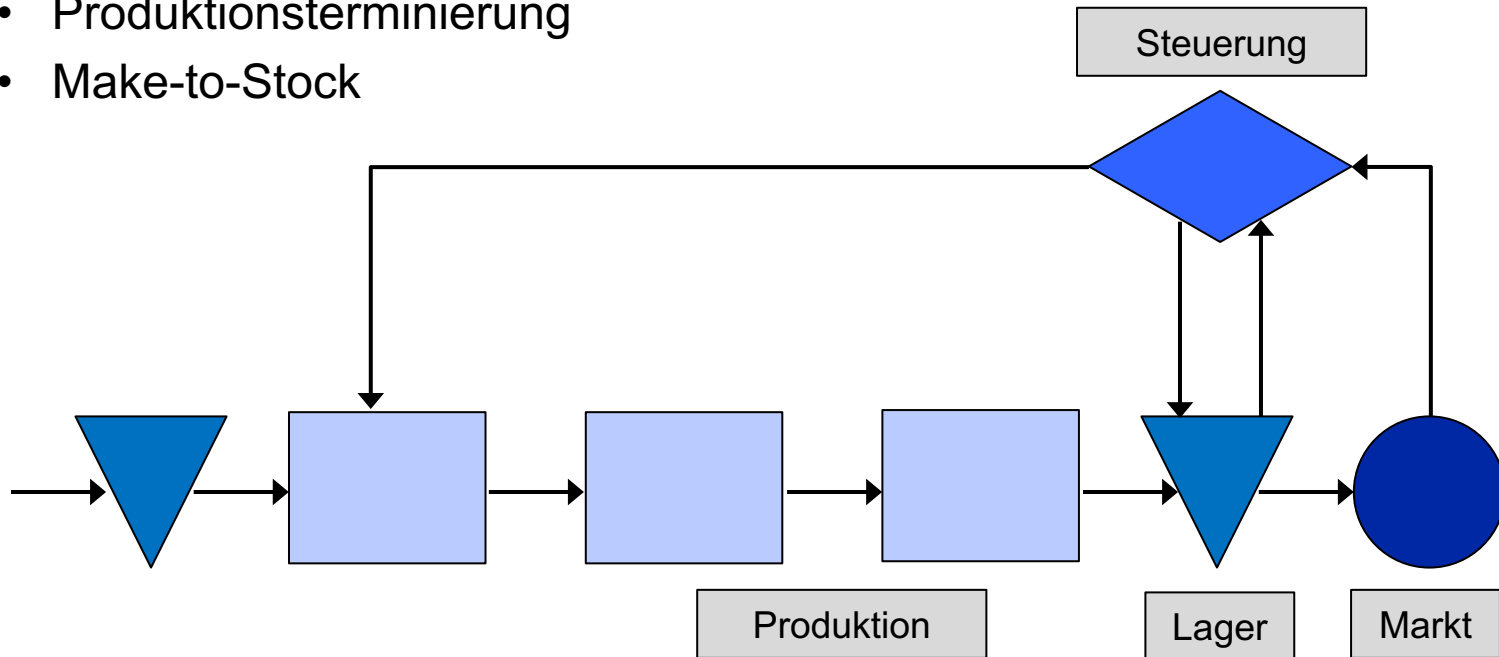 • Produktionsterminierung
• Make-to-Stock
Steuerung
Produktion
Lager
Markt